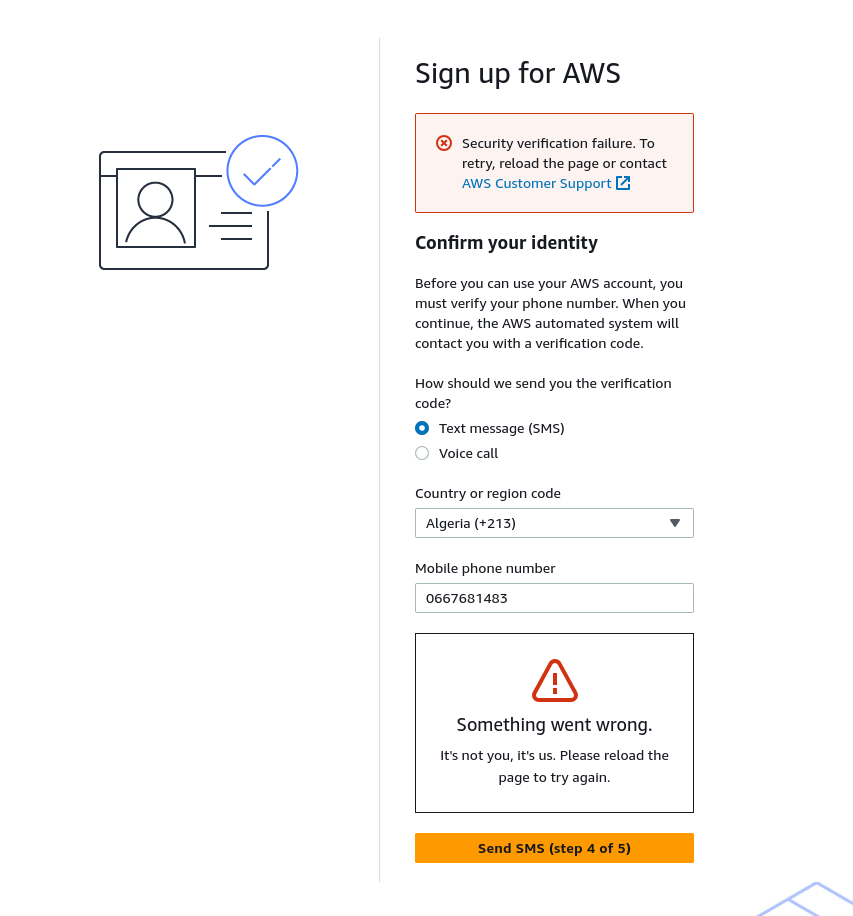 Sign up for AWS
Security verification failure. To
retry, reload the page or contact
AWS Customer Support
Confirm your identity
Before you can use your AWS account, you
must verify your phone number. When you
continue, the AWS automated system will
contact you with a verification code.
How should we send you the verification
code?
Text message (SMS)
Voice call
Country or region code
Algeria (+213)
Mobile phone number
0667681483
Something went wrong.
It's not you, it's us. Please reload the
page to try again.
Send SMS (step 4 of 5)